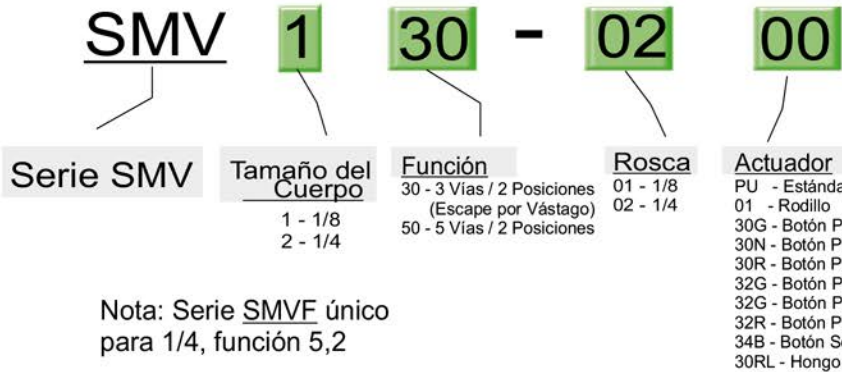 SMV 1 30 - 02 00
Serie SMV
Tamaño del
Cuerpo
1 - 1/8
2 - 1/4
Función
30 - 3 Vías / 2 Posiciones
(Escape por Vástago)
50 - 5 Vías / 2 Posiciones
Rosca
01 - 1/8
02 - 1/4
Actuador
PU - Estánda
01 - Rodillo
30G - Botón P
30N - Botón P
30R - Botón P
32G - Botón P
32G - Botón P
32R - Botón P
34B - Botón Se
30RL - Hongo
Nota: Serie SMVF único
para 1/4, función 5,2